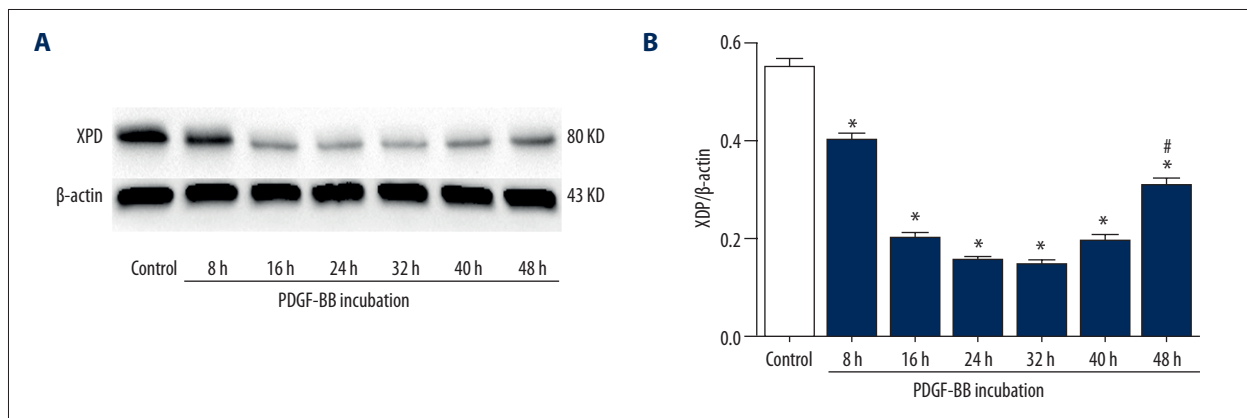 A
XPD
80 KD
β-actin
43 KD
Control 8 h 16 h 24 h 32 h 40 h 48 h
PDGF-BB incubation
B
XDP/β-actin
0.6
0.4
0.2
0.0
*
*
*
*
*
#
*
Control 8 h 16 h 24 h 32 h 40 h 48 h
PDGF-BB incubation